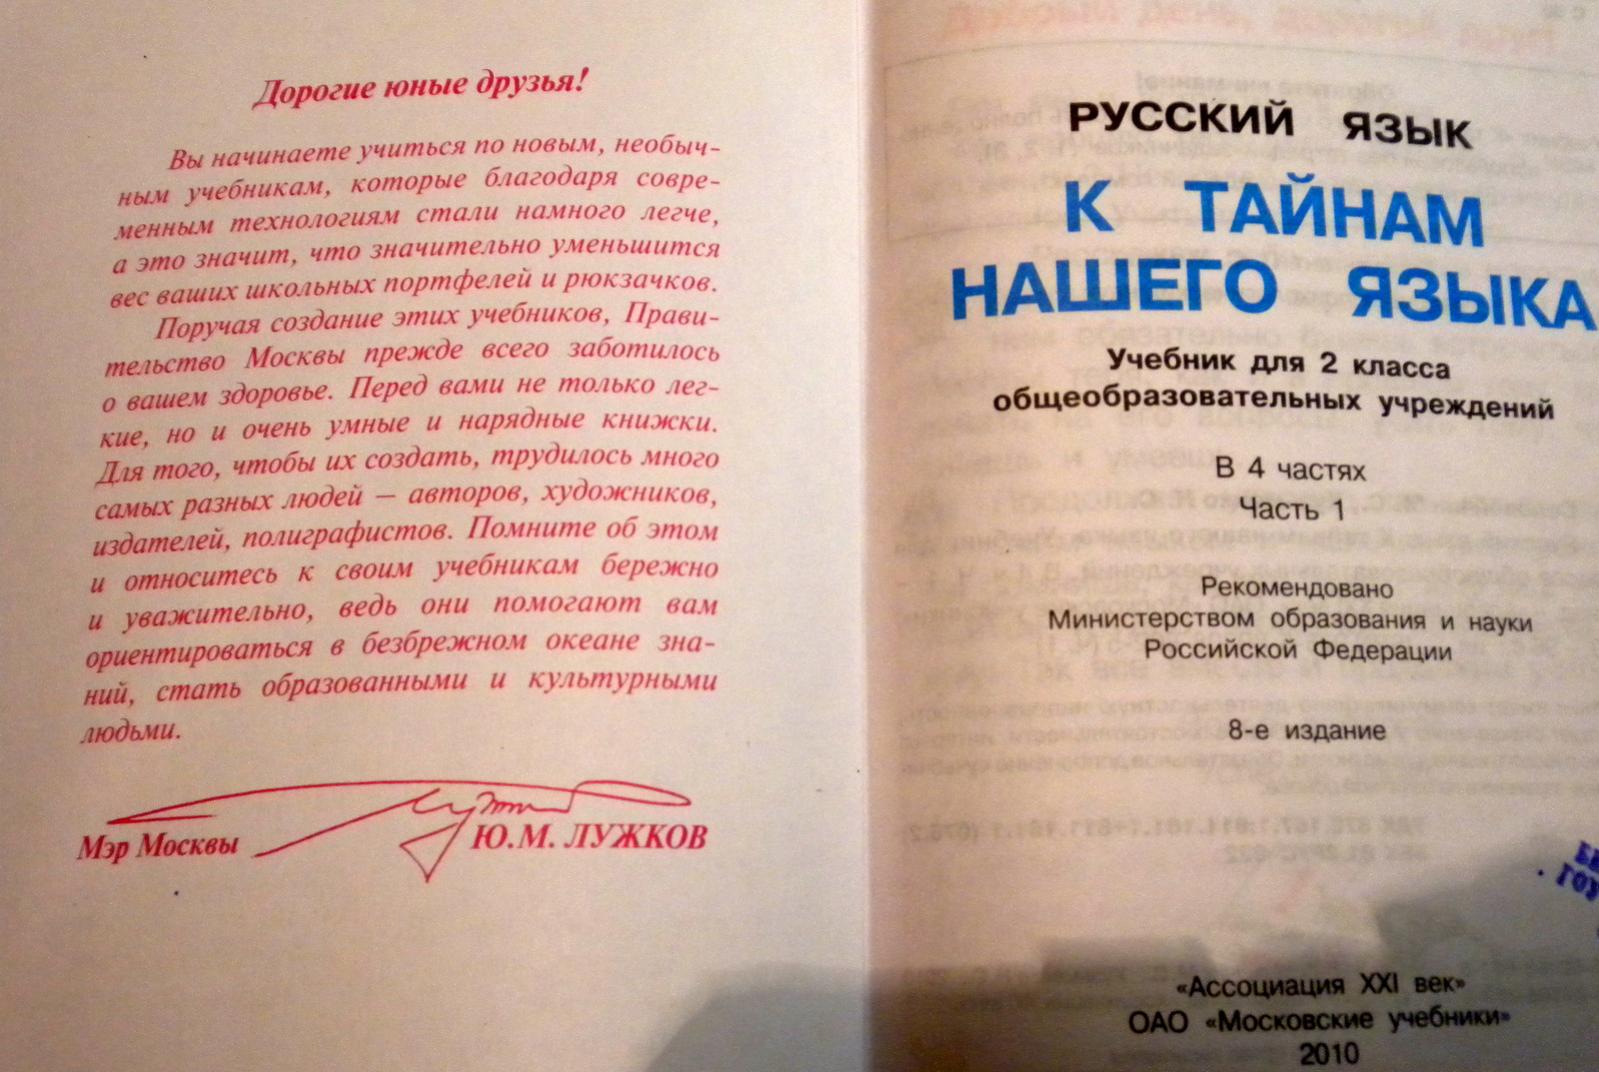 Дорогие юные друзья!
Вы начинаете учиться по новым, необыч-
ным учебникам, которые благодаря совре-
менным технологиям стали намного легче,
а это значит, что значительно уменьшится
вес ваших школьных портфелей и рюкзачков.
Поручая создание этих учебников, Прави-
тельство Москвы прежде всего заботилось
о вашем здоровье. Перед вами не только лег-
кие, но и очень умные и нарядные книжки.
Для того, чтобы их создать, трудилось много
самых разных людей — авторов, художников,
издателей, полиграфистов. Помните об этом
и относитесь к своим учебникам бережно
и уважительно, ведь они помогают вам
ориентироваться в безбрежном океане зна-
ний, стать образованными и культурными
людьми.
Мэр Москвы Ю.М. ЛУЖКОВ
РУССКИЙ ЯЗЫК
К ТАЙНАМ
НАШЕГО ЯЗЫКА
Учебник для 2 класса
общеобразовательных учреждений
В 4 частях
Часть 1
Рекомендовано
Министерством образования и науки
Российской Федерации
8-е издание
«Ассоциация XXI век»
ОАО «Московские учебники»
2010